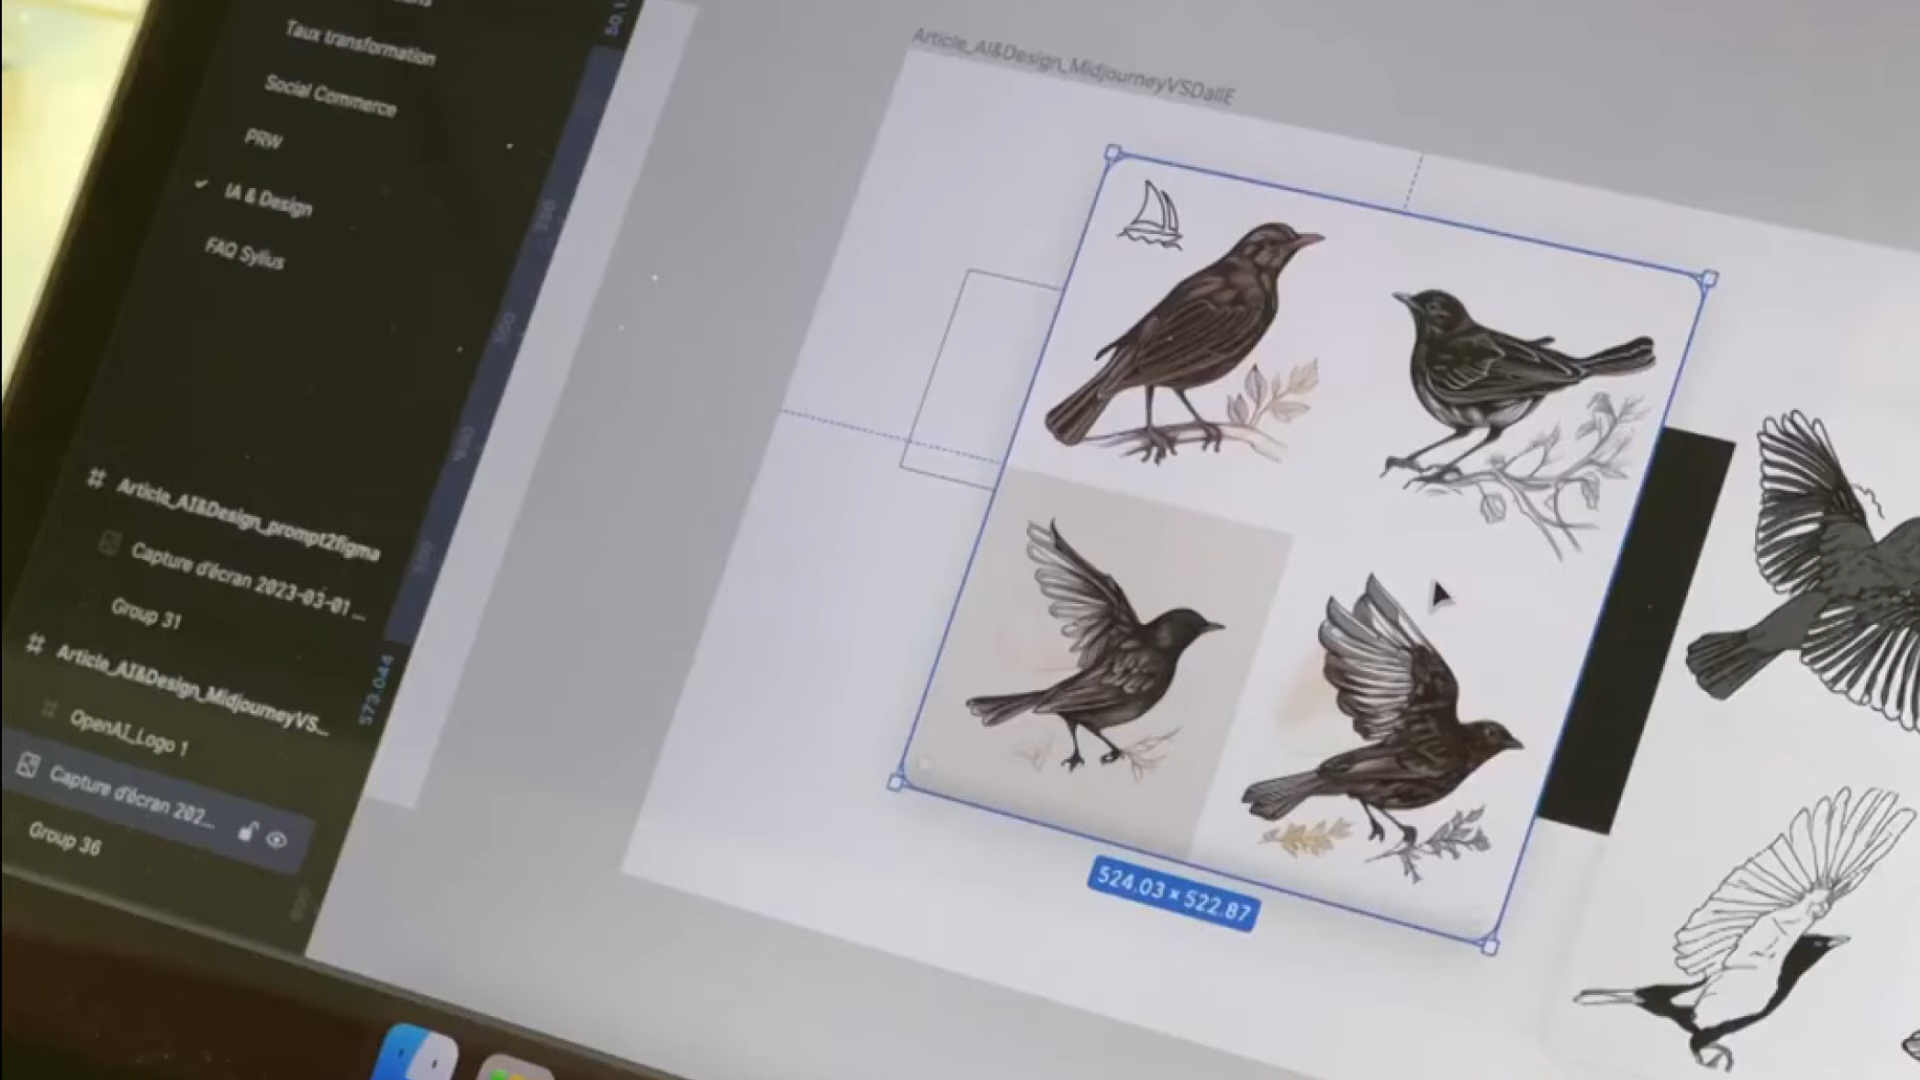 Taux transformation
Social Commerce
PRW
IA & Design
FAQ Sylius
Article_AI&Design_prompt2figma
Capture d'écran 2023-03-01 ...
Group 31
Article_AI&Design_MidjourneyVS...
OpenAI_Logo 1
Capture d'écran 202...
Group 36
573.044
600
Article_AI&Design_MidjourneyVSDallE
524.03 × 522.87